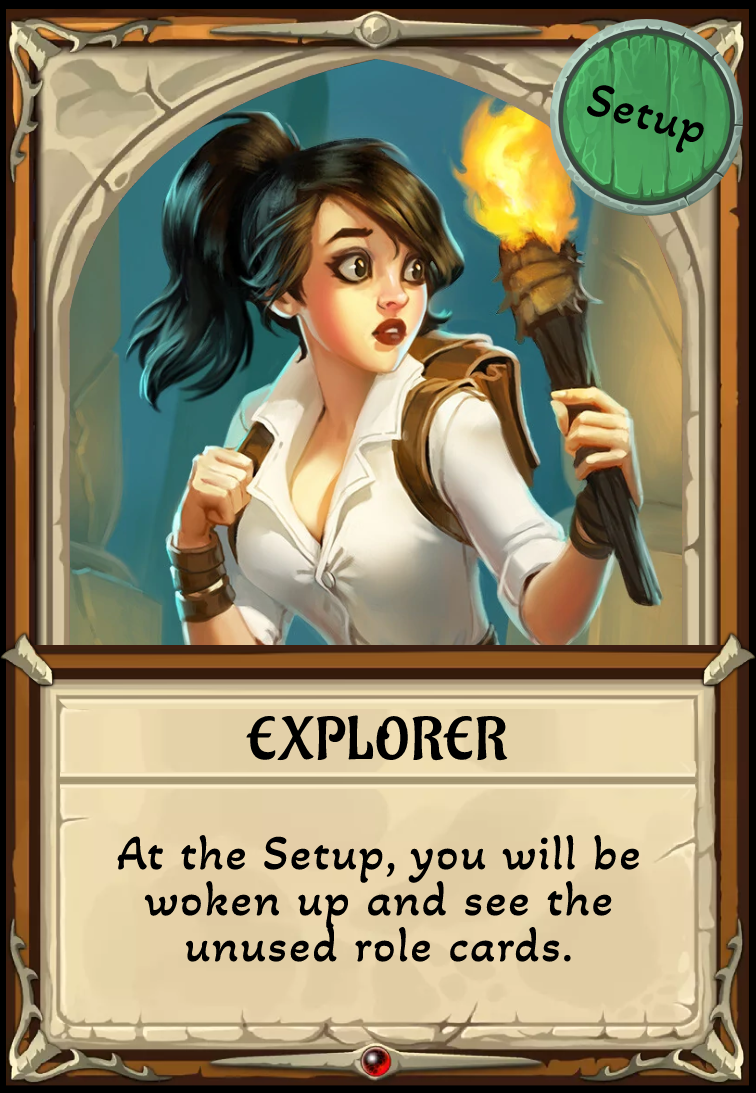 Setup
EXPLORER
At the Setup, you will be
woken up and see the
unused role cards.